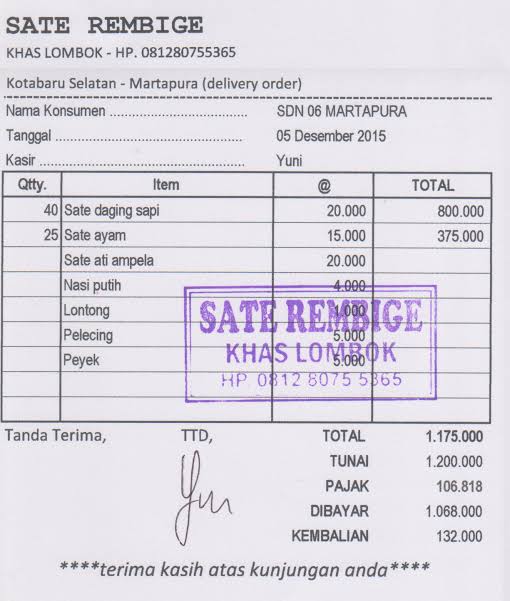 SATE REMBIGE
KHAS LOMBOK - HP. 081280755365
Kotabaru Selatan - Martapura (delivery order)
Nama Konsumen ...................................... SDN 06 MARTAPURA
Tanggal .................................................... 05 Desember 2015
Kasir ........................................................ Yuni
Qtty. Item @ TOTAL
40 Sate daging sapi 20.000 800.000
25 Sate ayam 15.000 375.000
Sate ati ampela 20.000
Nasi putih 4.000
Lontong 1.000
Pelecing 5.000
Peyek 5.000
SATE REMBIGE
KHAS LOMBOK
HP 0812 8075 5365
Tanda Terima, TTD, TOTAL 1.175.000
TUNAI 1.200.000
PAJAK 106.818
DIBAYAR 1.068.000
KEMBALIAN 132.000
Yun
****terima kasih atas kunjungan anda****